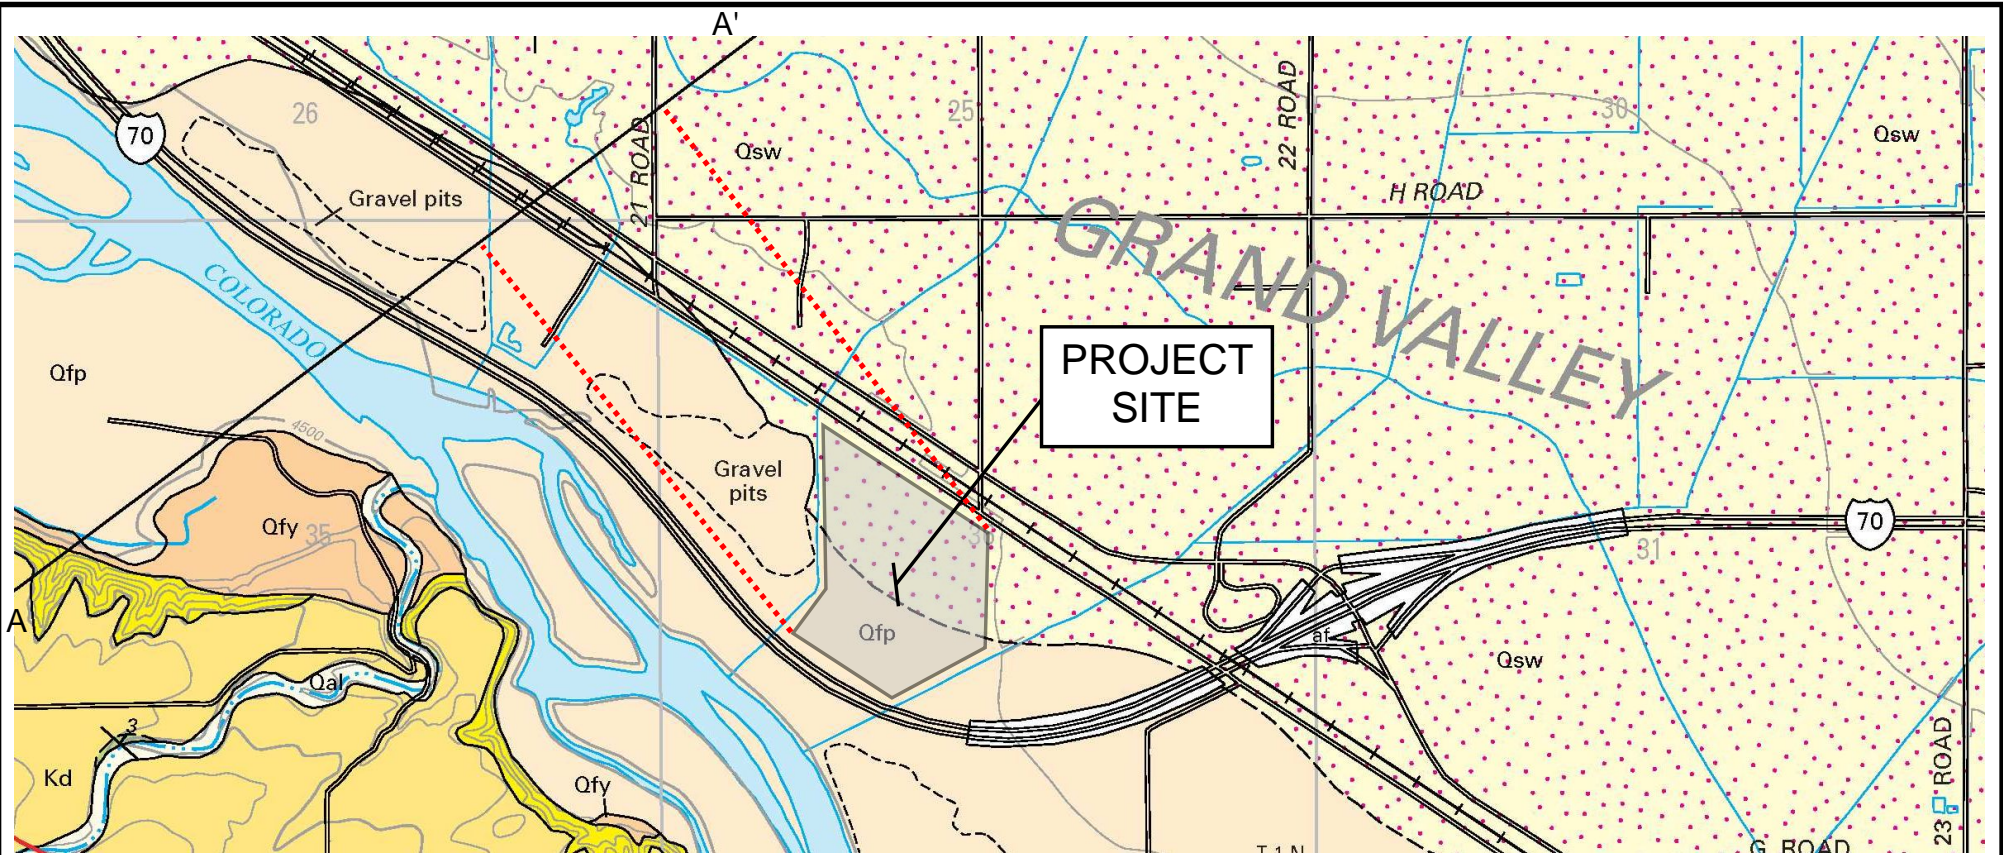 A'
26
25
30
70
21 ROAD
22 ROAD
Qsw
Qsw
Gravel pits
H ROAD
GRAND VALLEY
COLORADO
PROJECT
SITE
Qfp
4500
Gravel
pits
Qfy
35
36
31
70
A
Qfp
af
Qsw
Qal
3
Kd
Qfy
23 ROAD
T 1 N
G ROAD